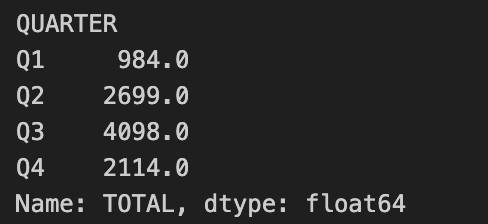 QUARTER
Q1     984.0
Q2    2699.0
Q3    4098.0
Q4    2114.0
Name: TOTAL, dtype: float64